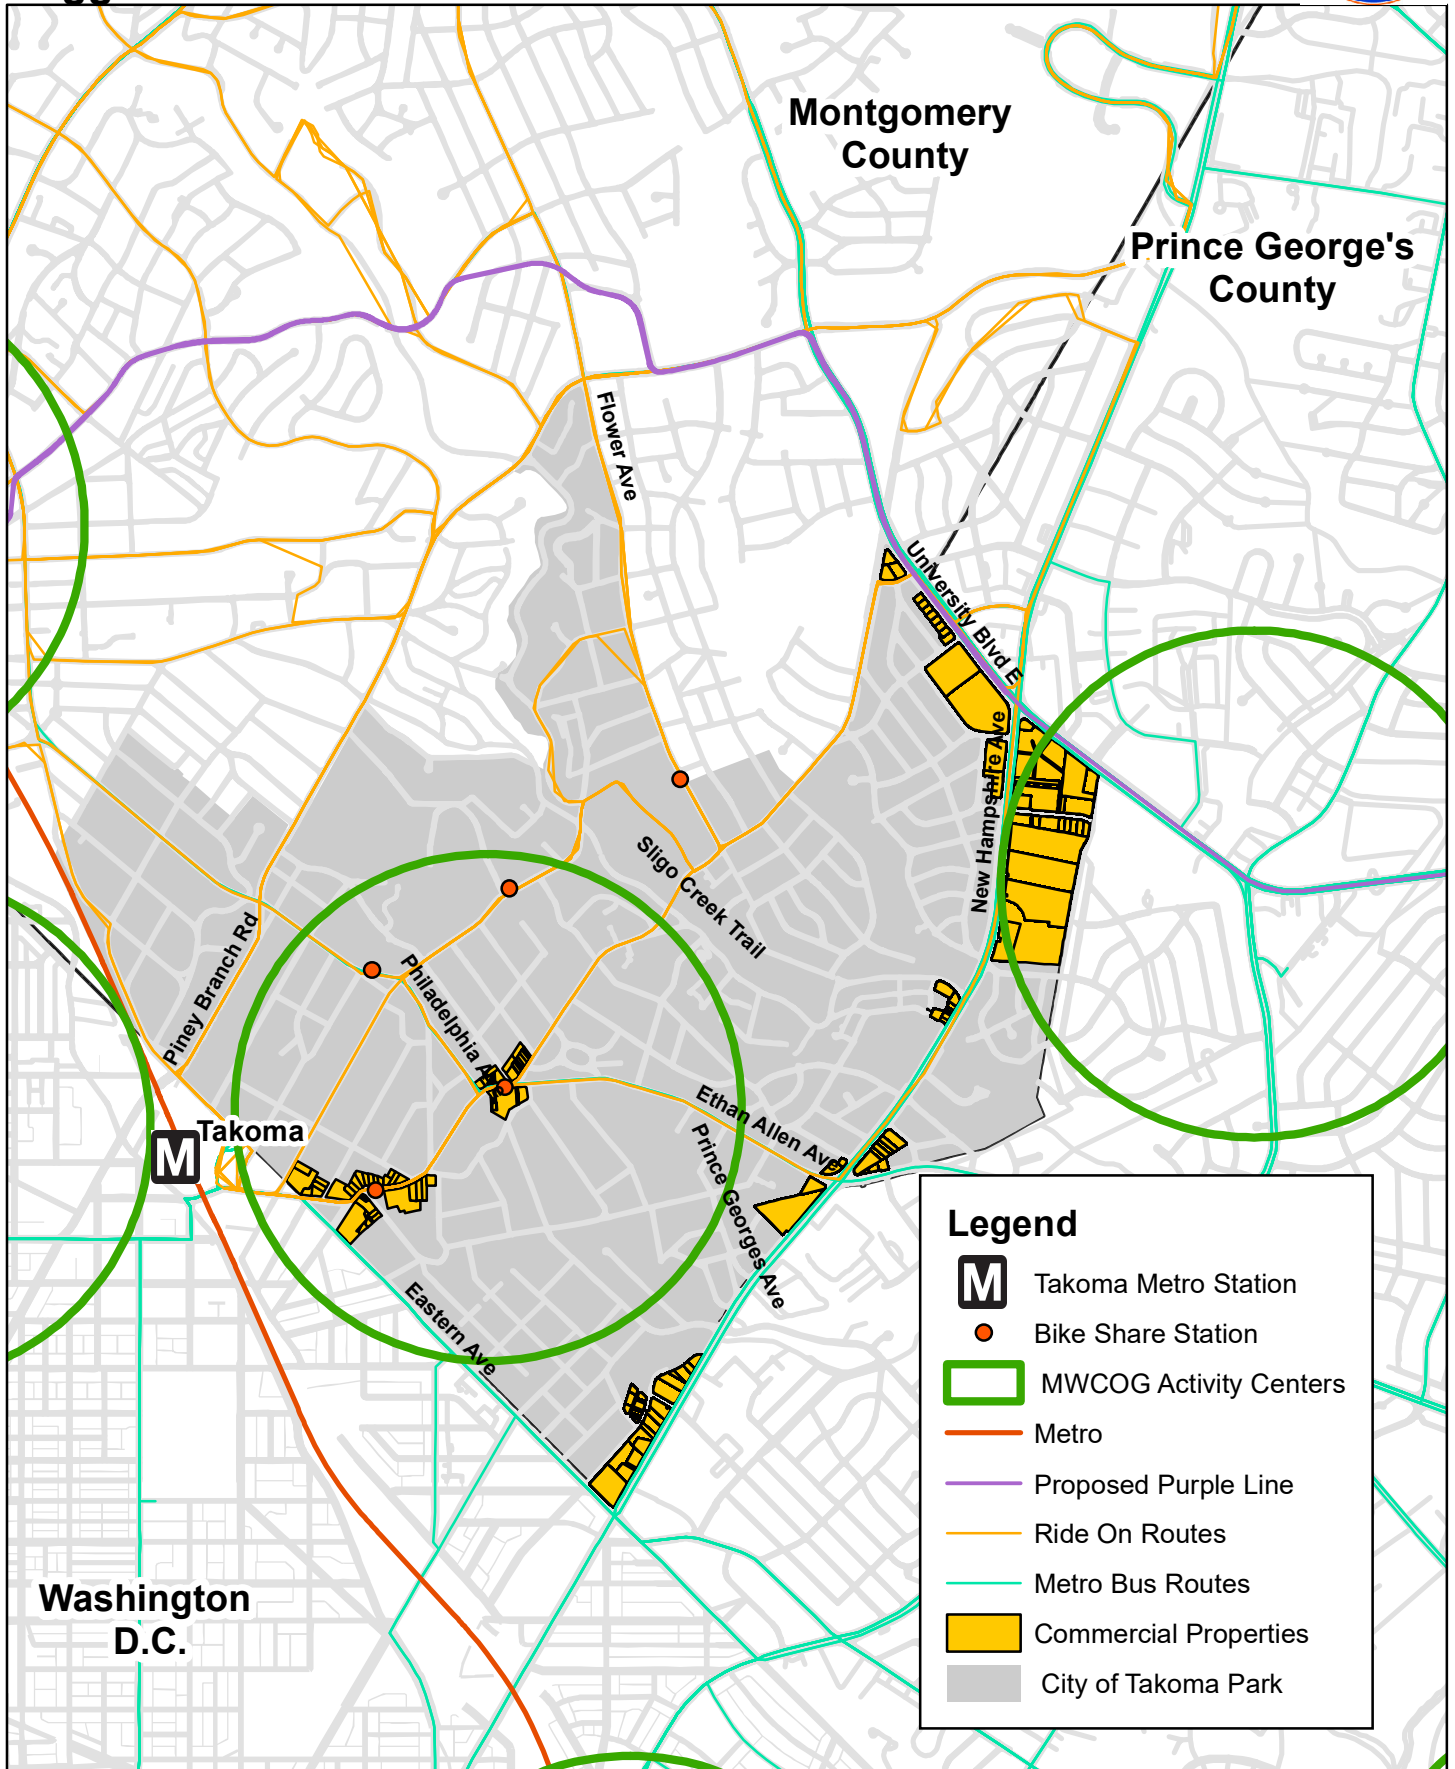 Montgomery
County
Prince George's
County
Flower Ave
University Blvd E
New Hampshire Ave
Sligo Creek Trail
Piney Branch Rd
Philadelphia Ave
Takoma
M
Ethan Allen Ave
Prince Georges Ave
Eastern Ave
Washington
D.C.
Legend
M Takoma Metro Station
Bike Share Station
MWCOG Activity Centers
Metro
Proposed Purple Line
Ride On Routes
Metro Bus Routes
Commercial Properties
City of Takoma Park